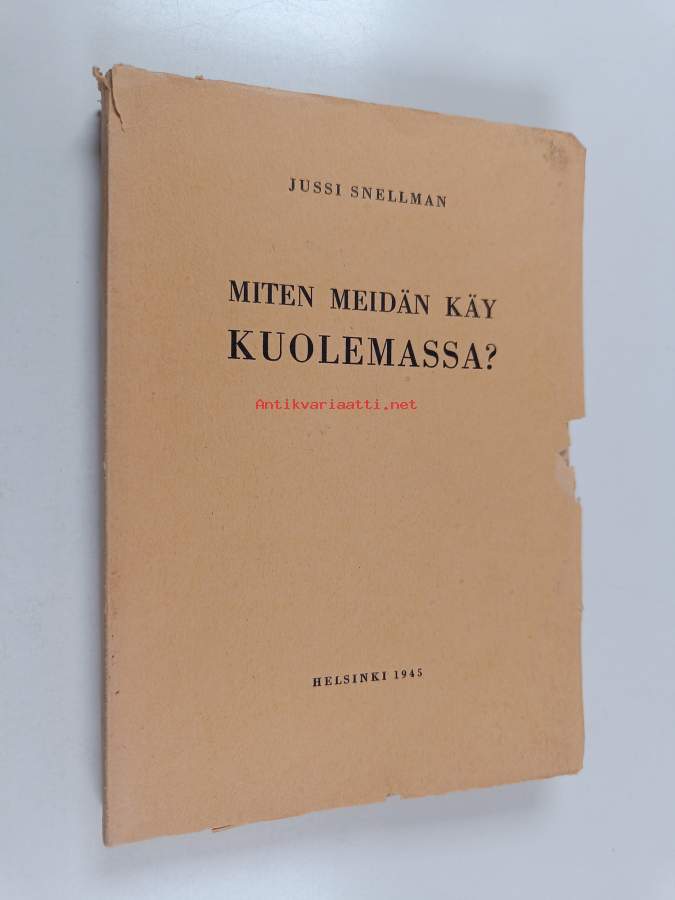 JUSSI SNELLMAN
MITEN MEIDÄN KÄY
KUOLEMASSA?
Antikvariaatti.net
HELSINKI 1945